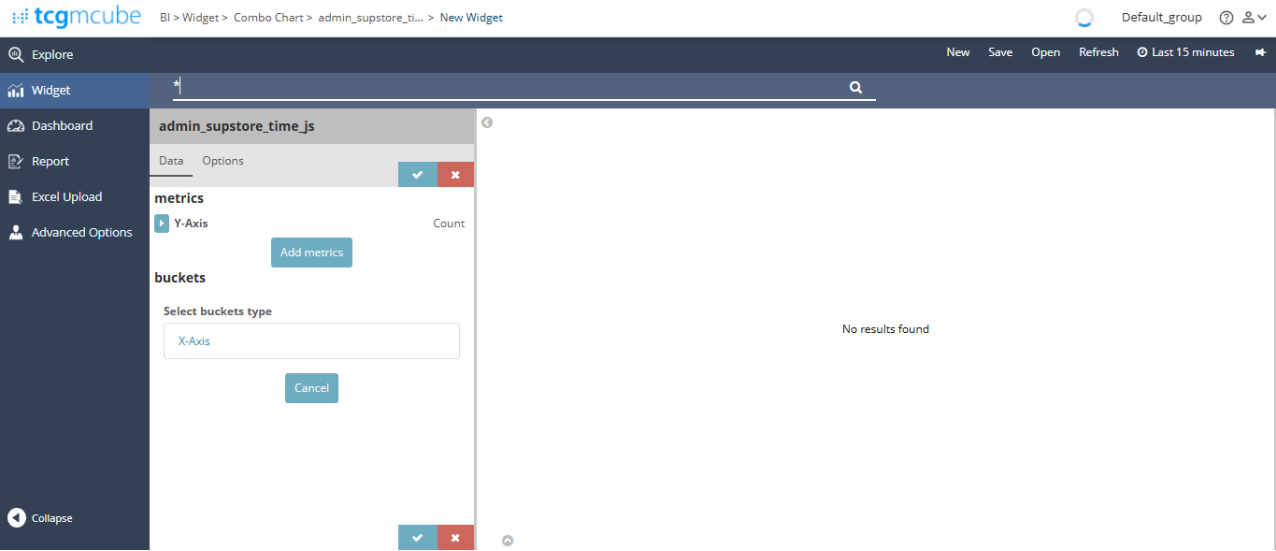 tcgmcube
BI > Widget > Combo Chart > admin_supstore_ti... > New Widget
Default_group
Explore
New Save Open Refresh Last 15 minutes
Widget
*
Dashboard
admin_supstore_time_js
Report
Data Options
Excel Upload
metrics
Advanced Options
Y-Axis Count
Add metrics
buckets
Select buckets type
X-Axis
Cancel
No results found
Collapse